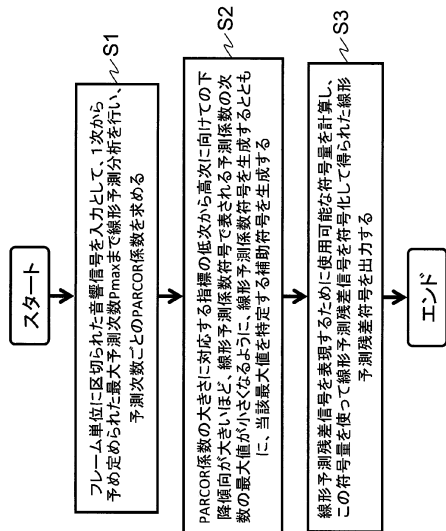 スタート
フレーム単位に区切られた音響信号を入力として、1次から
予め定められた最大予測次数Pmaxまで線形予測分析を行い、
予測次数ごとのPARCOR係数を求める
S1
PARCOR係数の大きさに対応する指標の低次から高次に向けての下
降傾向が大きいほど、線形予測係数符号で表される予測係数の次
数の最大値が小さくなるように、線形予測係数符号を生成するととも
に、当該最大値を特定する補助符号を生成する
S2
線形予測残差信号を表現するために使用可能な符号量を計算し、
この符号量を使って線形予測残差信号を符号化して得られた線形
予測残差符号を出力する
S3
エンド